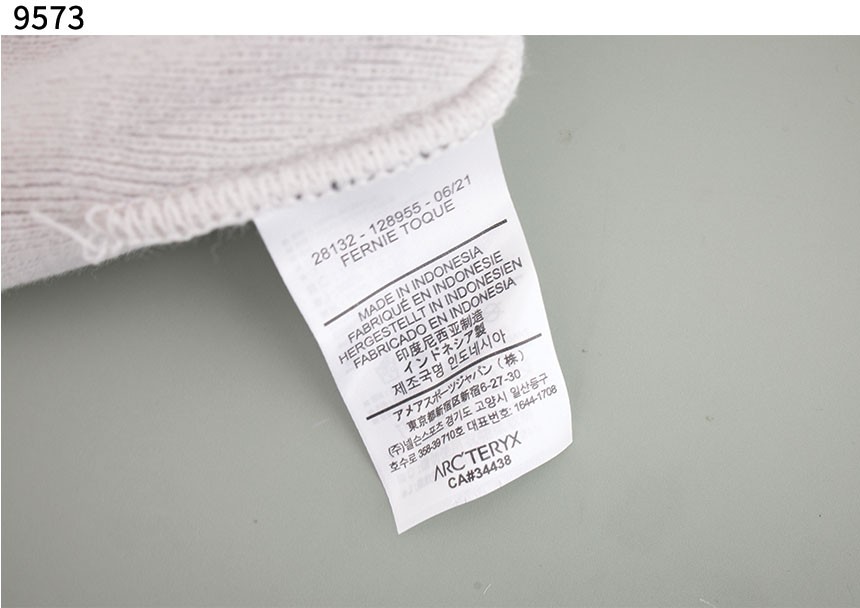 9573
28132 - 128955 - 06/21
FERNIE TOQUE
MADE IN INDONESIA
FABRIQUÉ EN INDONESIE
HERGESTELLT IN INDONESIEN
FABRICADO EN INDONESIA
印度尼西亚制造
インドネシア製
제조국명 인도네시아
アメアスポーツジャパン (株)
東京都新宿区新宿6-27-30
(주)넬슨스포츠 경기도 고양시 일산동구
호수로 358-39 710호 대표번호: 1644-1708
ARC'TERYX
CA#34438